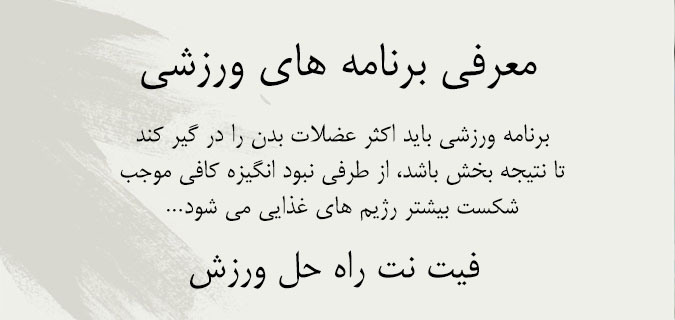 معرفی برنامه های ورزشی
برنامه ورزشی باید اکثر عضلات بدن را در گیر کند
تا نتیجه بخش باشد، از طرفی نبود انگیزه کافی موجب
شکست بیشتر رژیم های غذایی می شود...
فیت نت راه حل ورزش